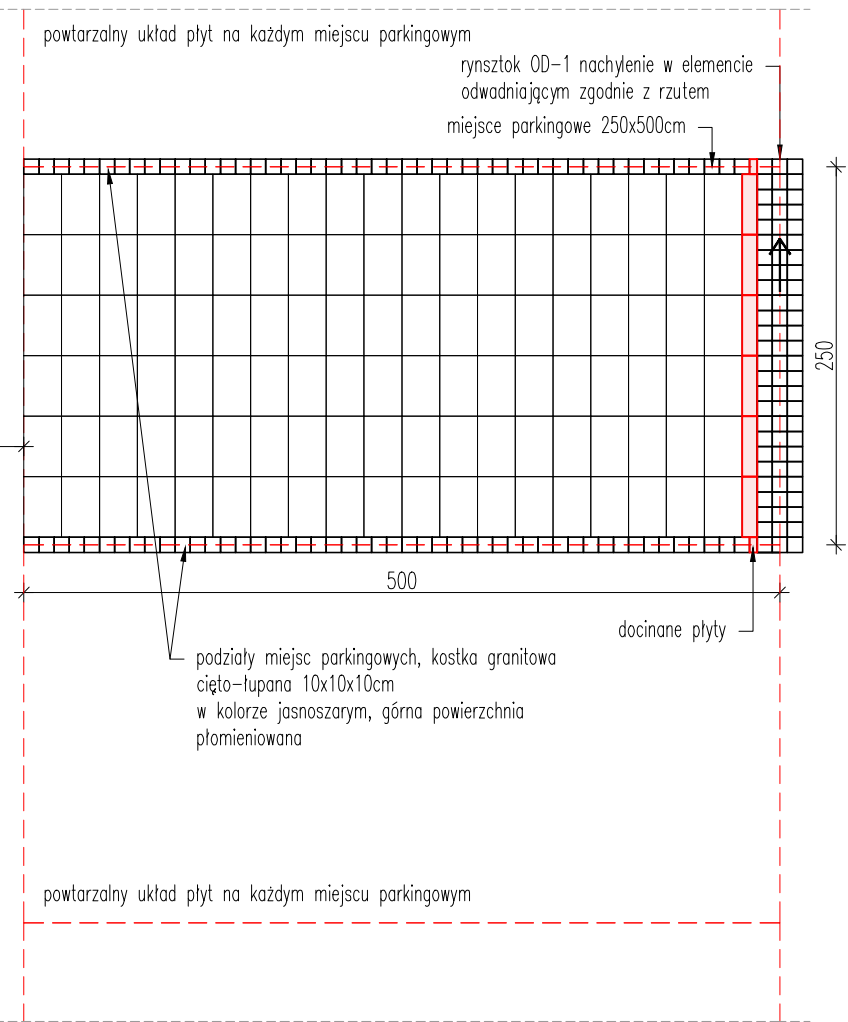 powtarzalny układ płyt na każdym miejscu parkingowym
rynsztok OD-1 nachylenie w elemencie
odwadniającym zgodnie z rzutem
miejsce parkingowe 250x500cm
250
500
docinane płyty
podziały miejsc parkingowych, kostka granitowa
cięto-łupana 10x10x10cm
w kolorze jasnoszarym, górna powierzchnia
płomieniowana
powtarzalny układ płyt na każdym miejscu parkingowym